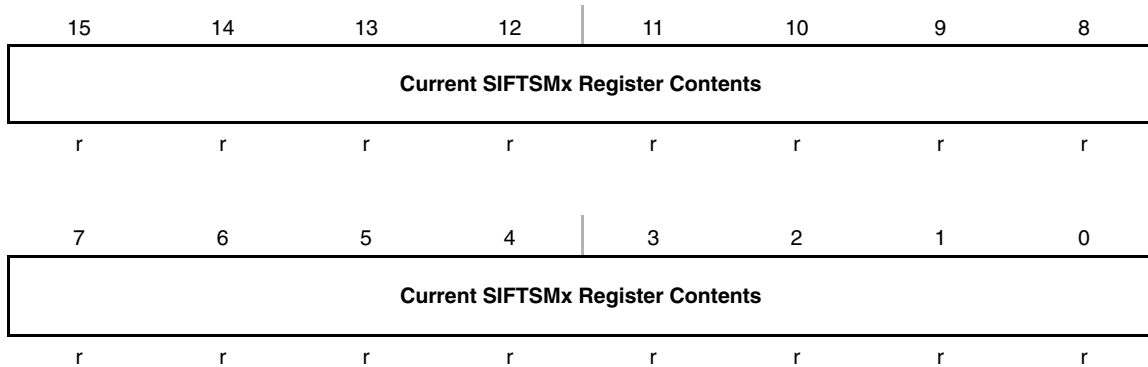 15 14 13 12 11 10 9 8
Current SIFTSMx Register Contents
r r r r r r r r
7 6 5 4 3 2 1 0
Current SIFTSMx Register Contents
r r r r r r r r